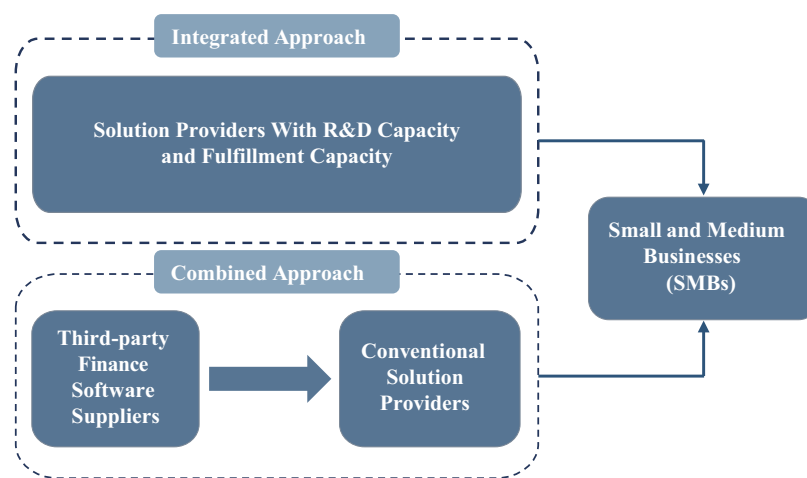 Integrated Approach
Solution Providers With R&D Capacity
and Fulfillment Capacity
Small and Medium
Businesses
(SMBs)
Combined Approach
Third-party
Finance
Software
Suppliers
Conventional
Solution
Providers